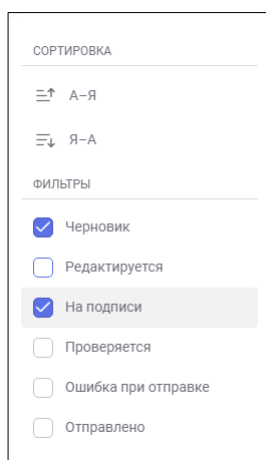 СОРТИРОВКА
А–Я
Я–А
ФИЛЬТРЫ
Черновик
Редактируется
На подписи
Проверяется
Ошибка при отправке
Отправлено